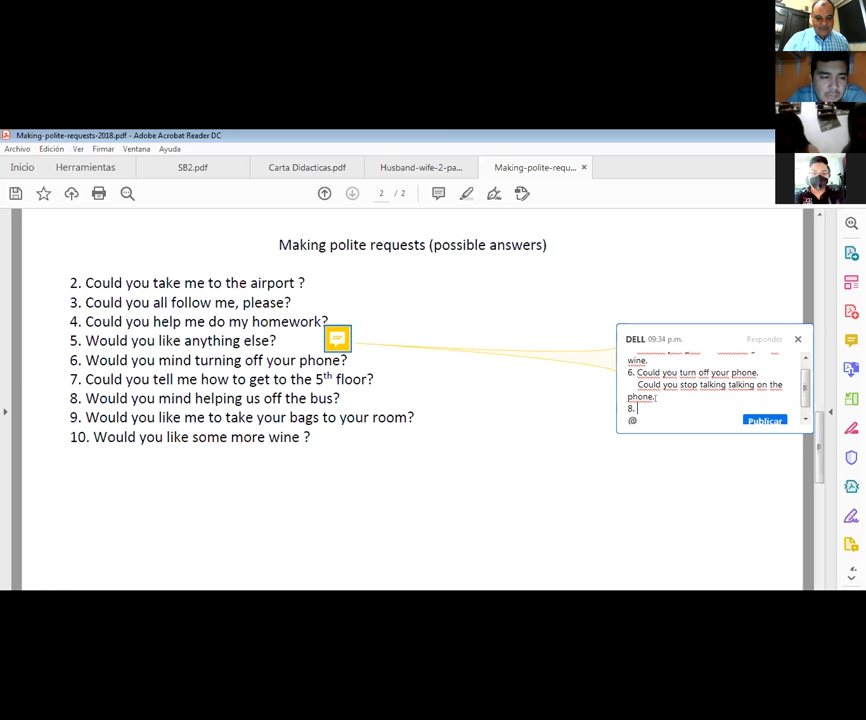 Making-polite-requests-2018.pdf - Adobe Acrobat Reader DC
Archivo Edición Ver Firmar Ventana Ayuda
Inicio Herramientas SB2.pdf Carta Didacticas.pdf Husband-wife-2-pa... Making-polite-requ... ×
2 / 2
Making polite requests (possible answers)
2. Could you take me to the airport ?
3. Could you all follow me, please?
4. Could you help me do my homework?
5. Would you like anything else?
6. Would you mind turning off your phone?
7. Could you tell me how to get to the 5th floor?
8. Would you mind helping us off the bus?
9. Would you like me to take your bags to your room?
10. Would you like some more wine ?
DELL 09:34 p.m. Responder
wine.
6. Could you turn off your phone.
Could you stop talking talking on the
phone.
8.
@ Publicar